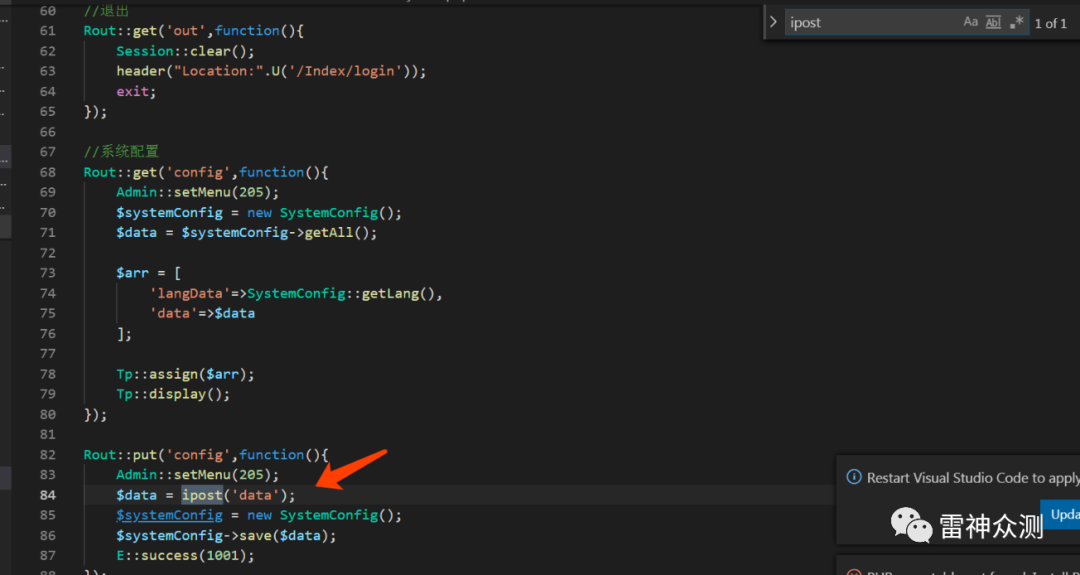 60 //退出
61 Rout::get('out',function(){
62 Session::clear();
63 header("Location:".U('/Index/login'));
64 exit;
65 });
66
67 //系统配置
68 Rout::get('config',function(){
69 Admin::setMenu(205);
70 $systemConfig = new SystemConfig();
71 $data = $systemConfig->getAll();
72
73 $arr = [
74 'langData'=>SystemConfig::getLang(),
75 'data'=>$data
76 ];
77
78 Tp::assign($arr);
79 Tp::display();
80 });
81
82 Rout::put('config',function(){
83 Admin::setMenu(205);
84 $data = ipost('data');
85 $systemConfig = new SystemConfig();
86 $systemConfig->save($data);
87 E::success(1001);
88 });
ipost Aa Abl .* 1 of 1
Restart Visual Studio Code to apply
Upda
雷神众测